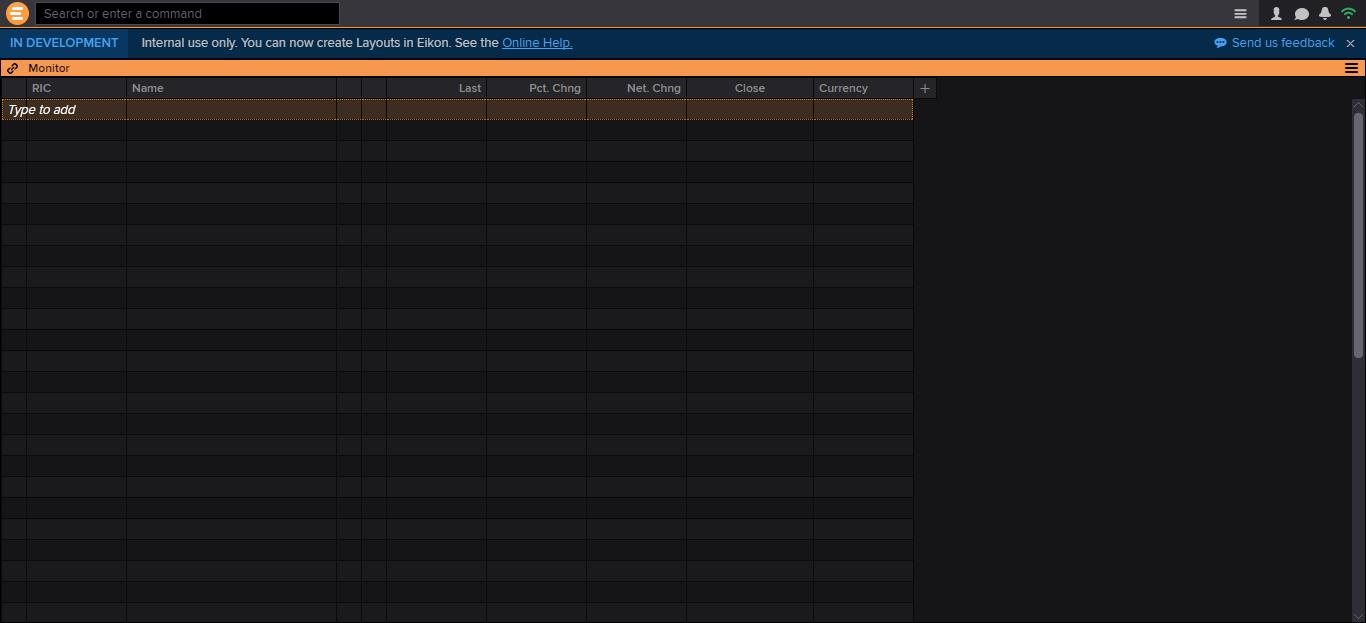 Search or enter a command
IN DEVELOPMENT Internal use only. You can now create Layouts in Eikon. See the Online Help. Send us feedback
Monitor
RIC Name Last Pct. Chng Net. Chng Close Currency +
Type to add